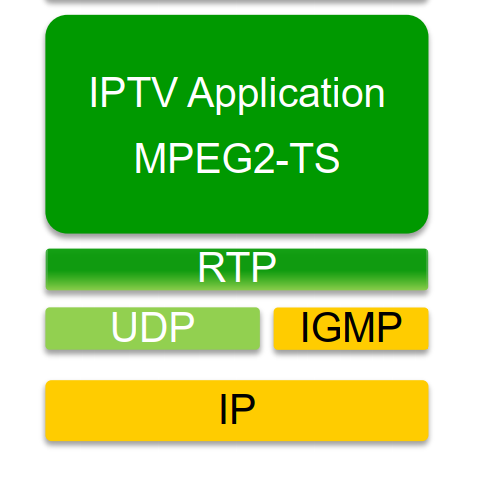 IPTV Application
MPEG2-TS
RTP
UDP
IGMP
IP